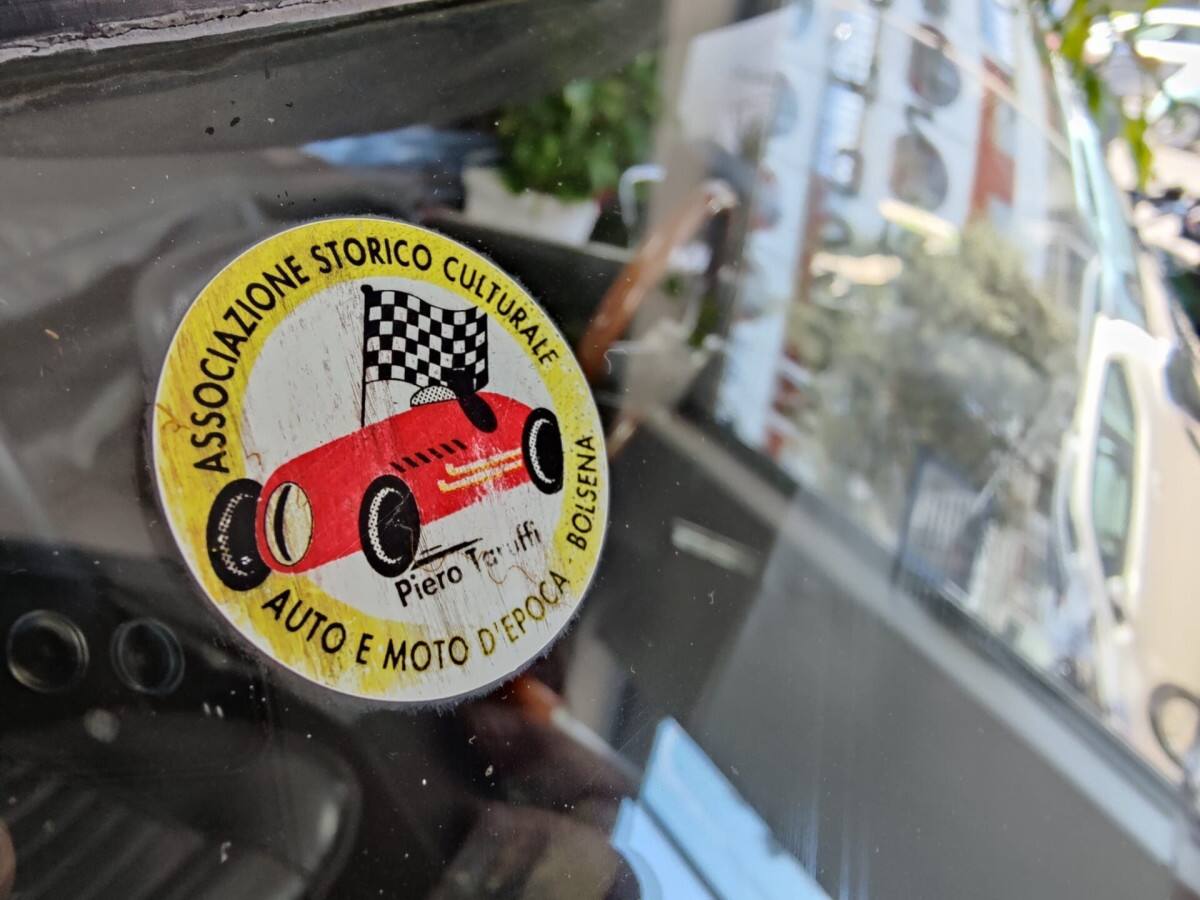 ASSOCIAZIONE STORICO CULTURALE
Piero Taruffi
AUTO E MOTO D'EPOCA - BOLSENA